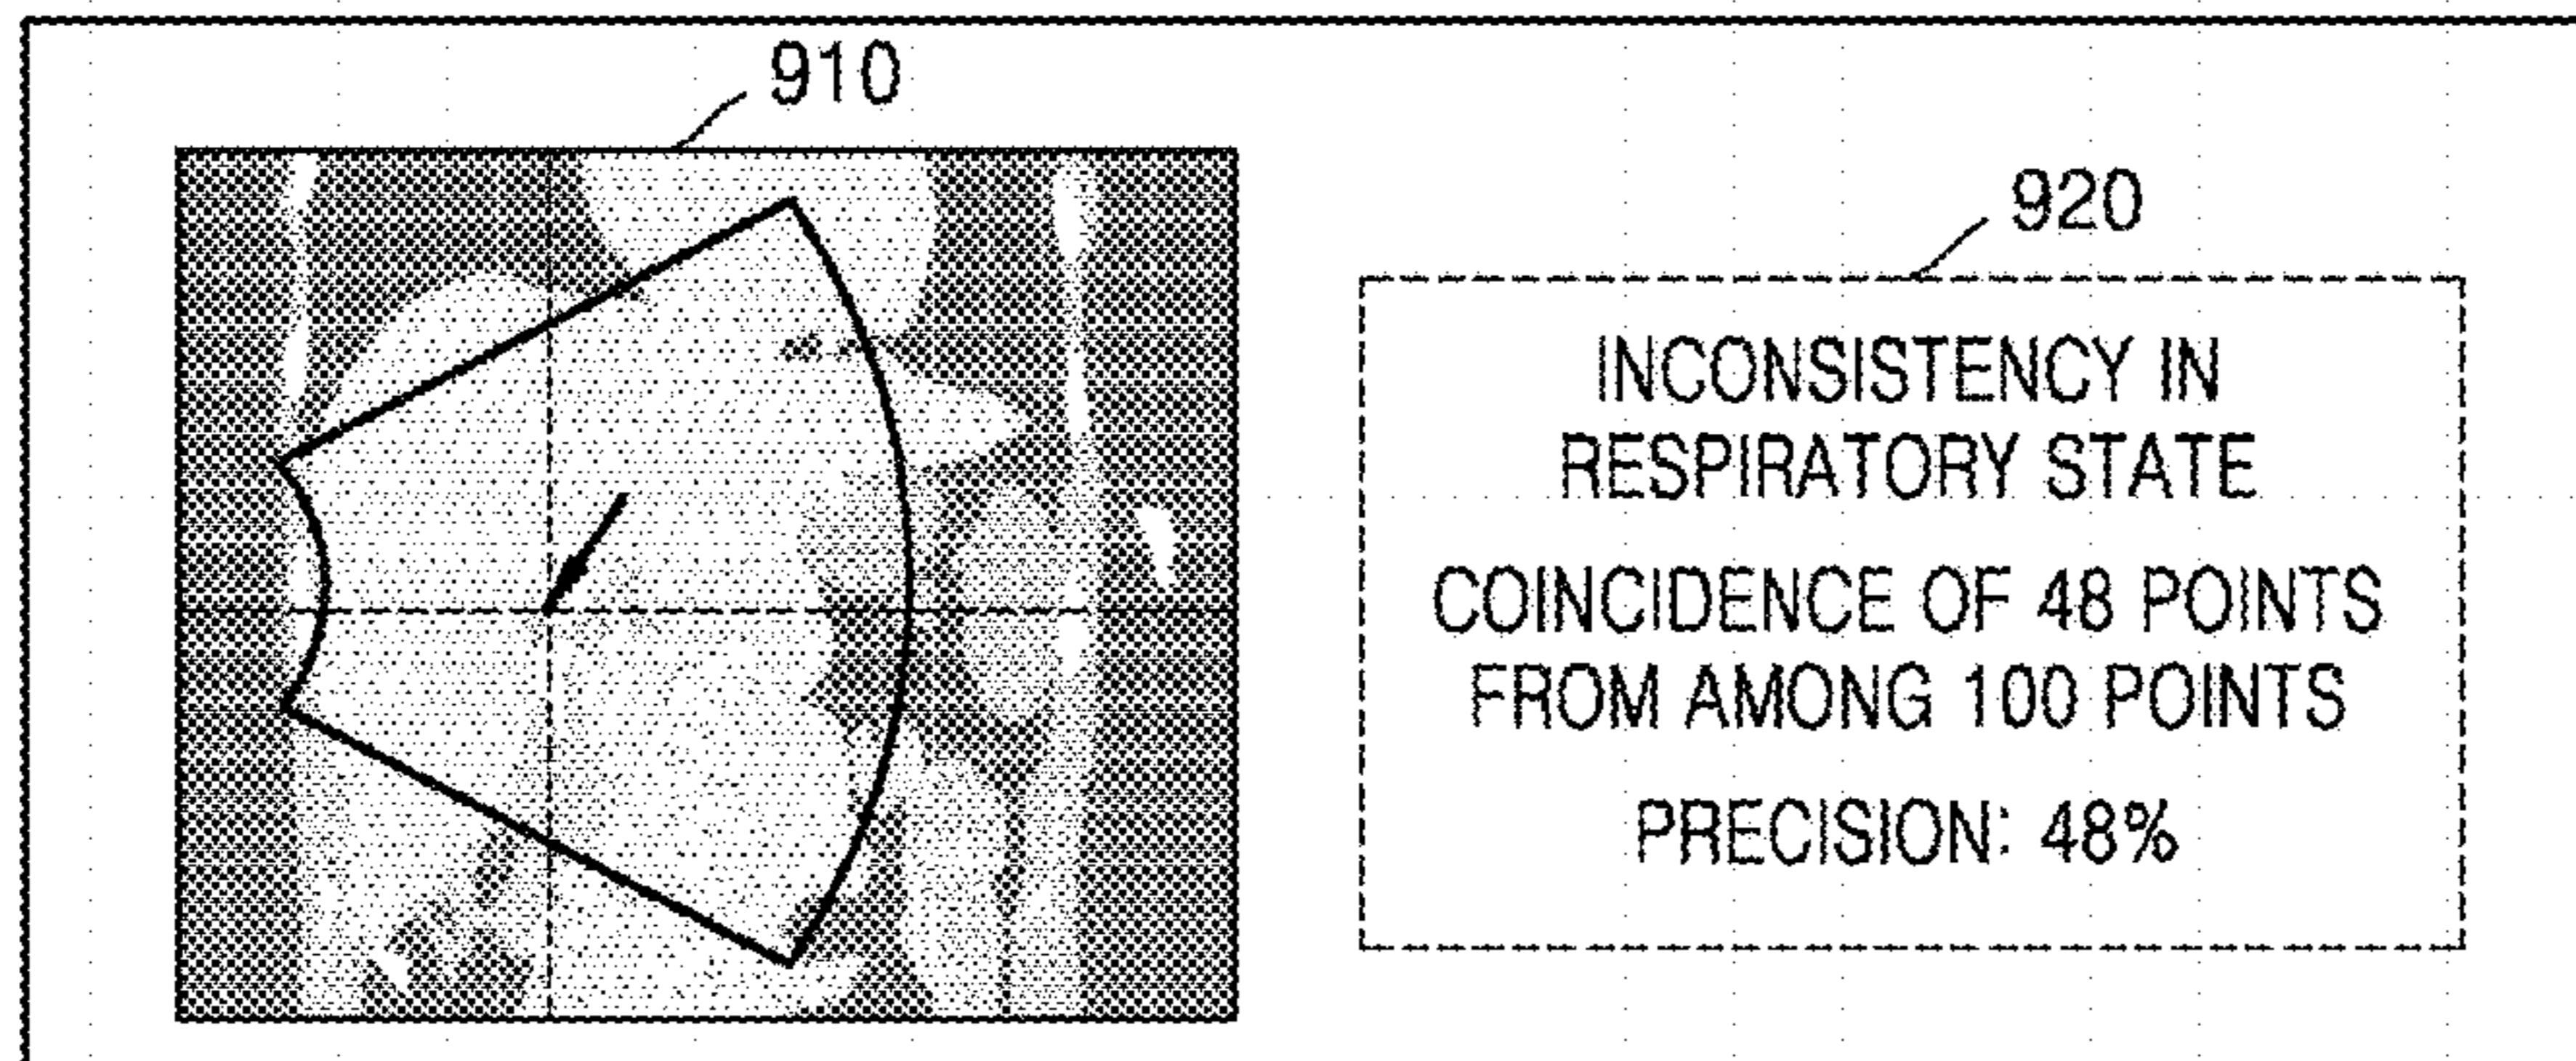 910
920
INCONSISTENCY IN
RESPIRATORY STATE
COINCIDENCE OF 48 POINTS
FROM AMONG 100 POINTS
PRECISION: 48%